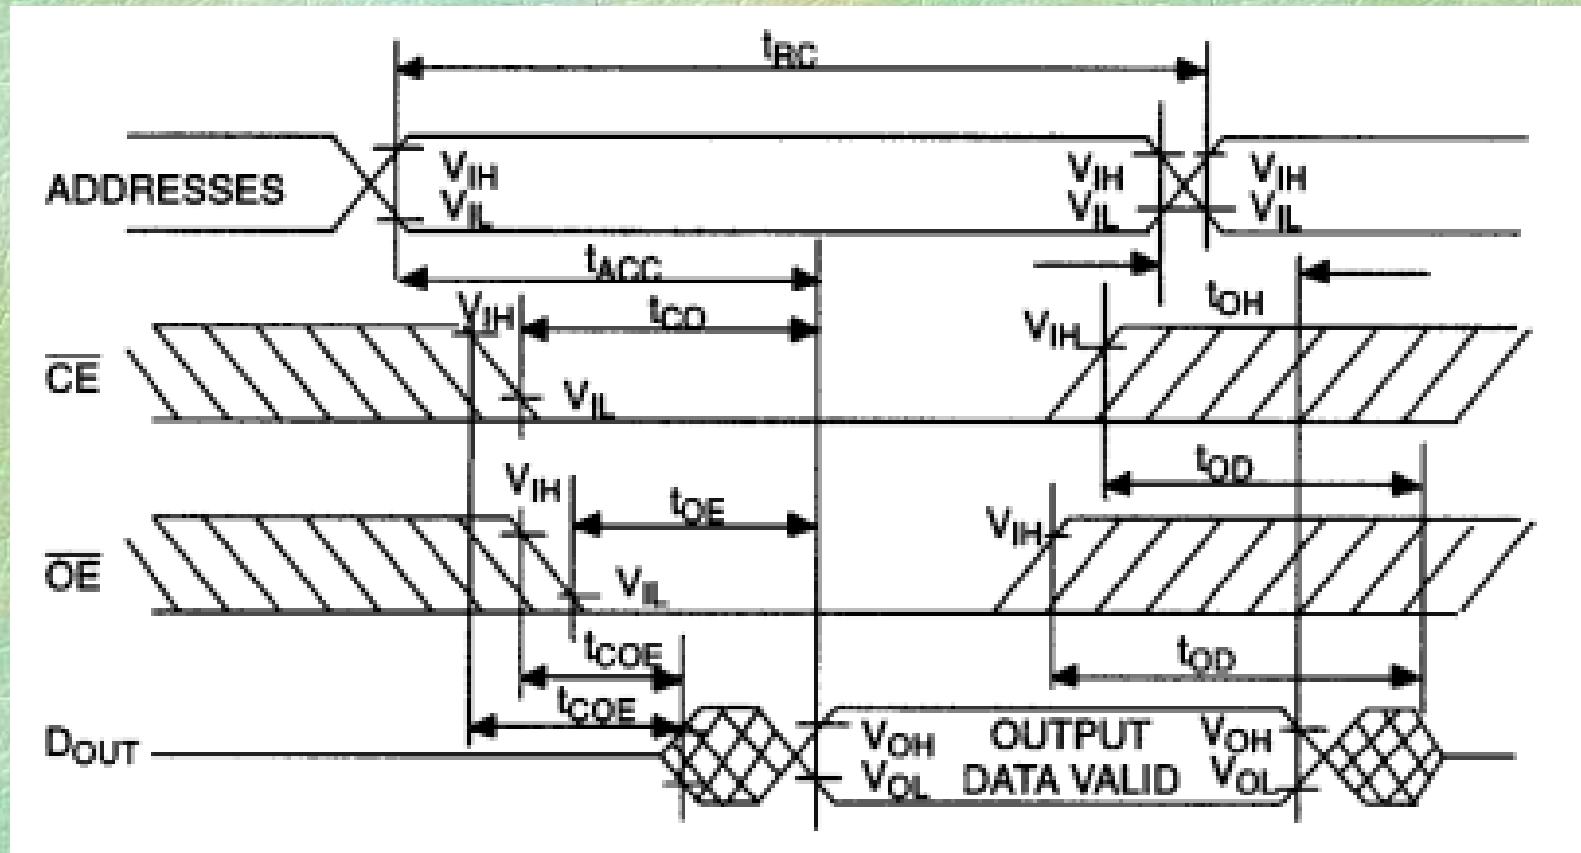 tRC
ADDRESSES
VIH VIH VIH
VIL VIL VIL
tACC
VIH tCO VIH tOH
CE
VIL
tOD
VIH tOE VIH
OE
VIL
tCOE tOD
tCOE
DOUT VOH OUTPUT VOH
VOL DATA VALID VOL